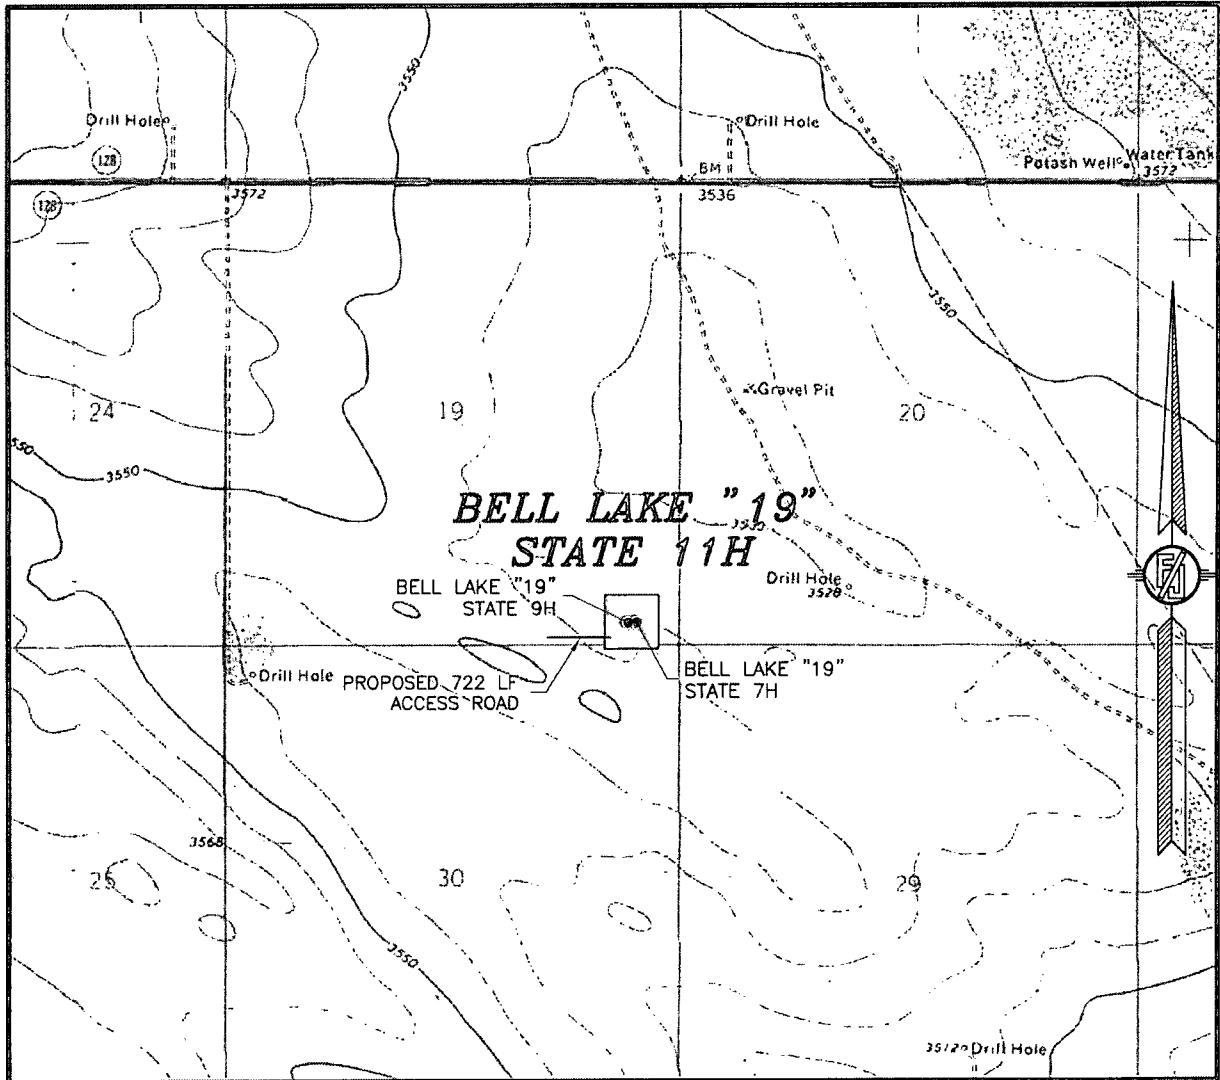 3550
Drill Hole
Drill Hole
128
BM
Potash Well
Water Tank
3572
128
3572
3536
3550
Gravel Pit
24
19
20
550
3550
BELL LAKE "19"
STATE 11H
Drill Hole
3528
BELL LAKE "19"
STATE 9H
Drill Hole
PROPOSED 722 LF
ACCESS ROAD
BELL LAKE "19"
STATE 7H
3568
25
30
29
3550
3512 Drill Hole